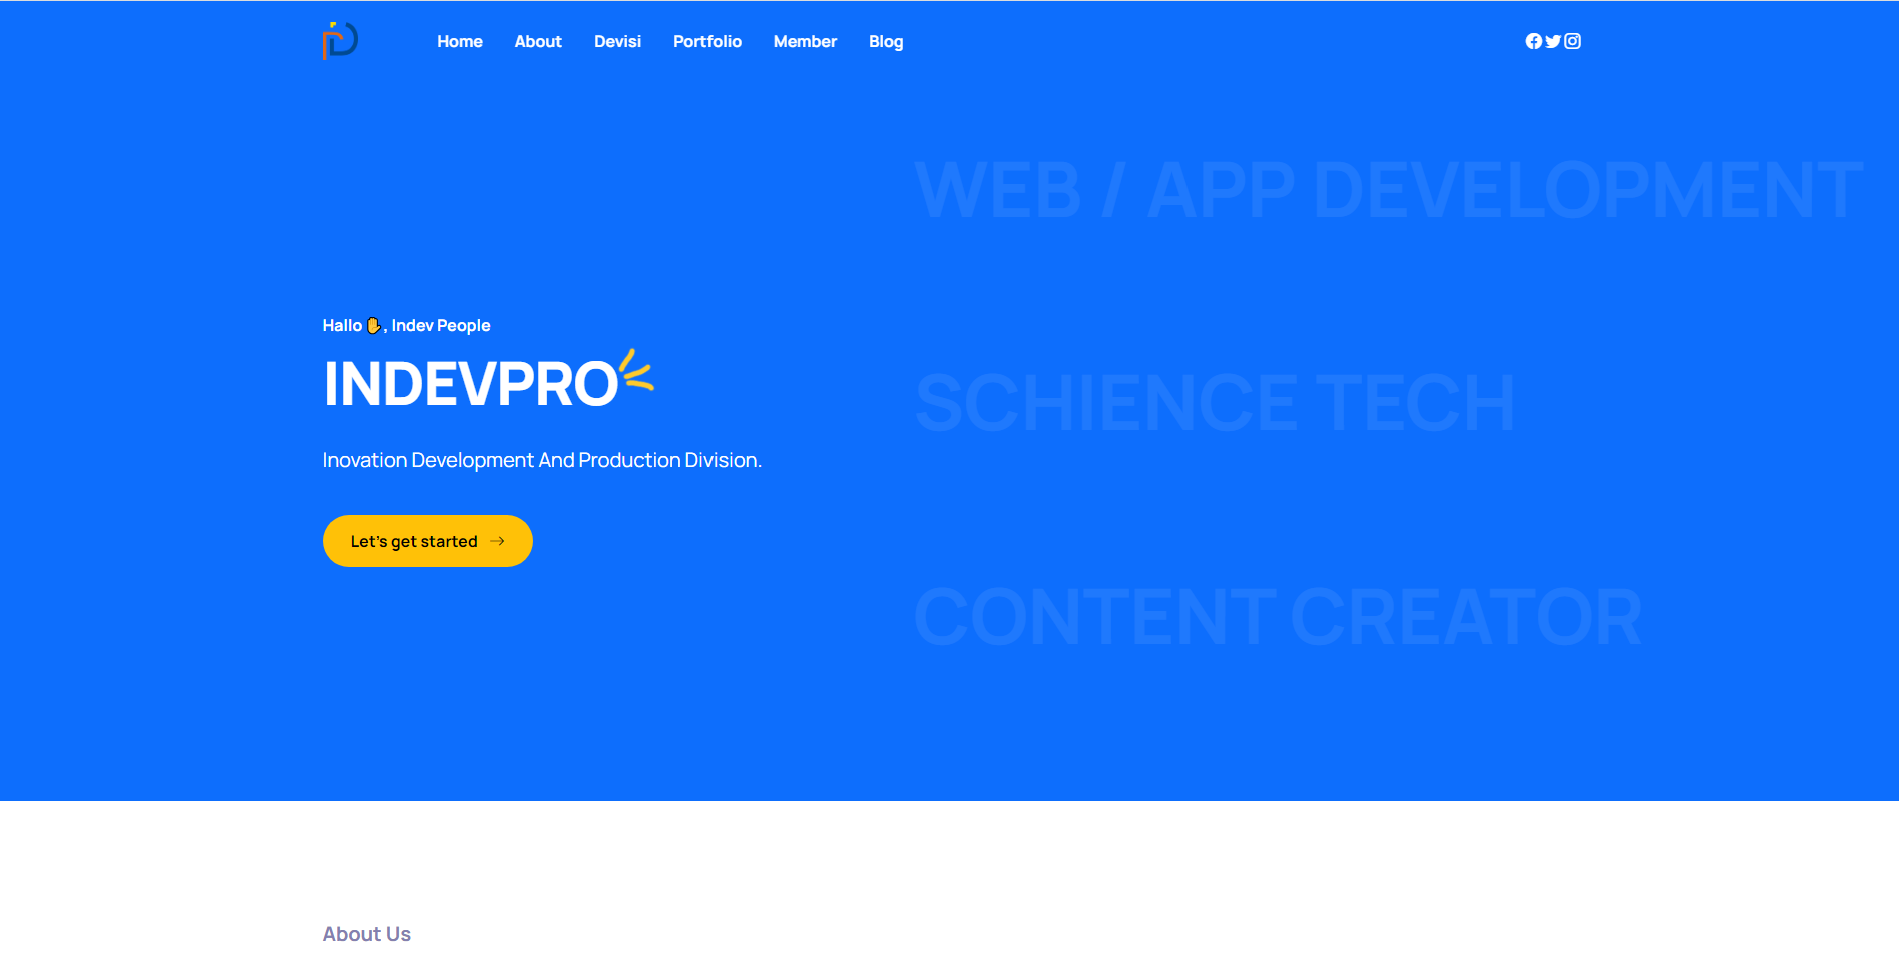 Home About Devisi Portfolio Member Blog
WEB / APP DEVELOPMENT
Hallo ✋, Indev People
INDEVPRO
SCHIENCE TECH
Inovation Development And Production Division.
Let's get started →
CONTENT CREATOR
About Us